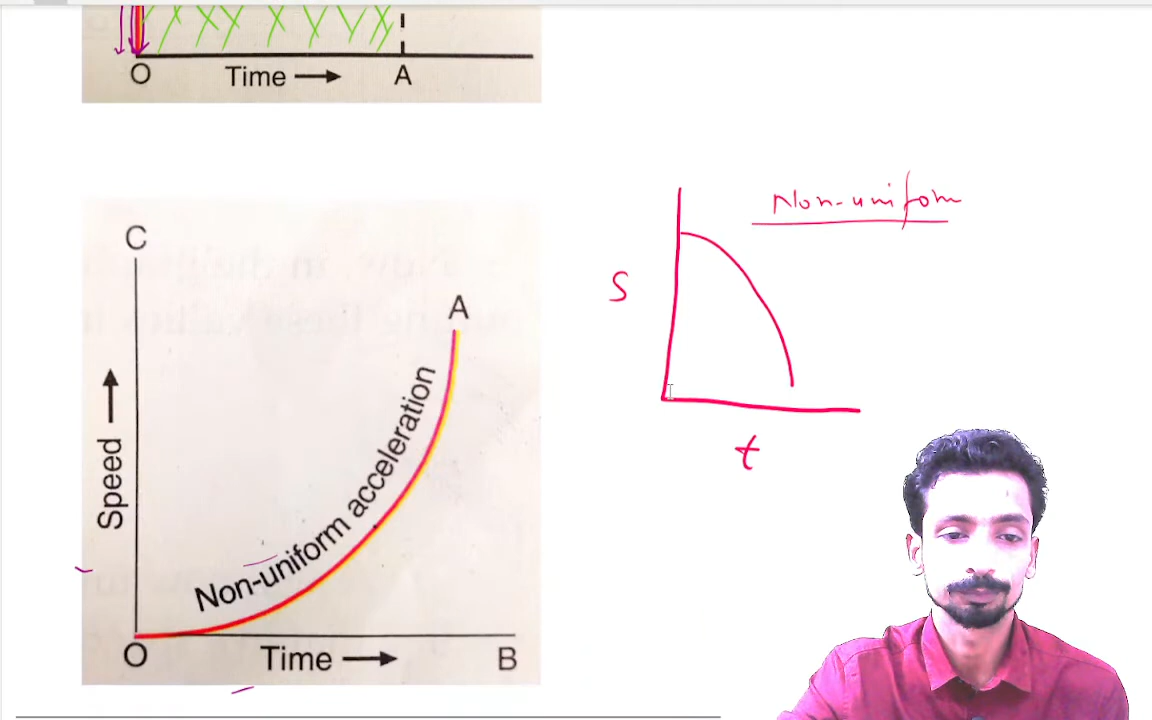 O Time → A
C
A
Speed →
Non-uniform acceleration
O Time → B
Non-uniform
S
t